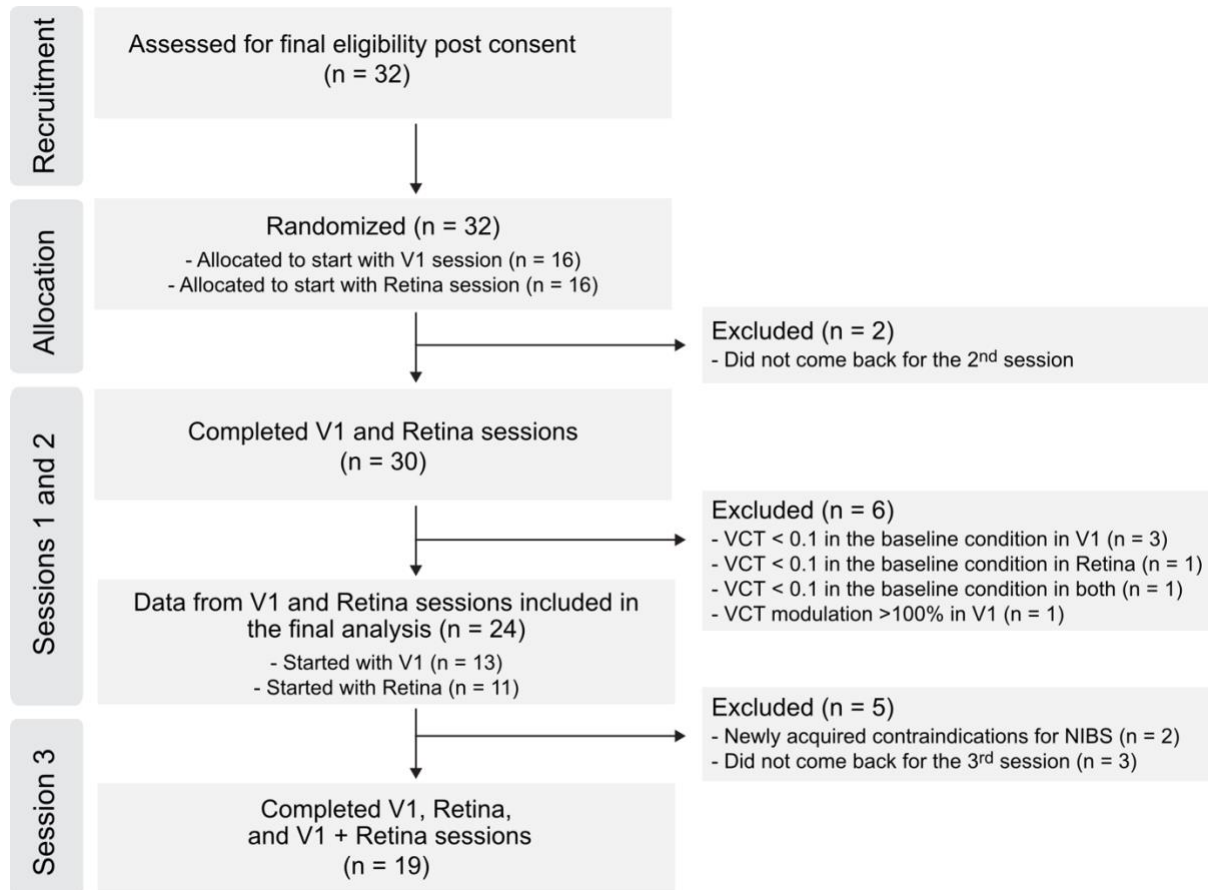 Recruitment
Assessed for final eligibility post consent
(n = 32)
Allocation
Randomized (n = 32)
- Allocated to start with V1 session (n = 16)
- Allocated to start with Retina session (n = 16)
Excluded (n = 2)
- Did not come back for the 2nd session
Sessions 1 and 2
Completed V1 and Retina sessions
(n = 30)
Excluded (n = 6)
- VCT < 0.1 in the baseline condition in V1 (n = 3)
- VCT < 0.1 in the baseline condition in Retina (n = 1)
- VCT < 0.1 in the baseline condition in both (n = 1)
- VCT modulation >100% in V1 (n = 1)
Data from V1 and Retina sessions included in
the final analysis (n = 24)
- Started with V1 (n = 13)
- Started with Retina (n = 11)
Excluded (n = 5)
- Newly acquired contraindications for NIBS (n = 2)
- Did not come back for the 3rd session (n = 3)
Session 3
Completed V1, Retina,
and V1 + Retina sessions
(n = 19)